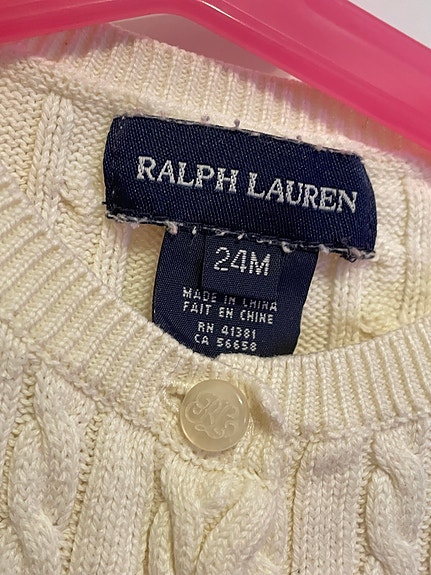 RALPH LAUREN
24M
MADE IN CHINA
FAIT EN CHINE
RN 41381
CA 56658